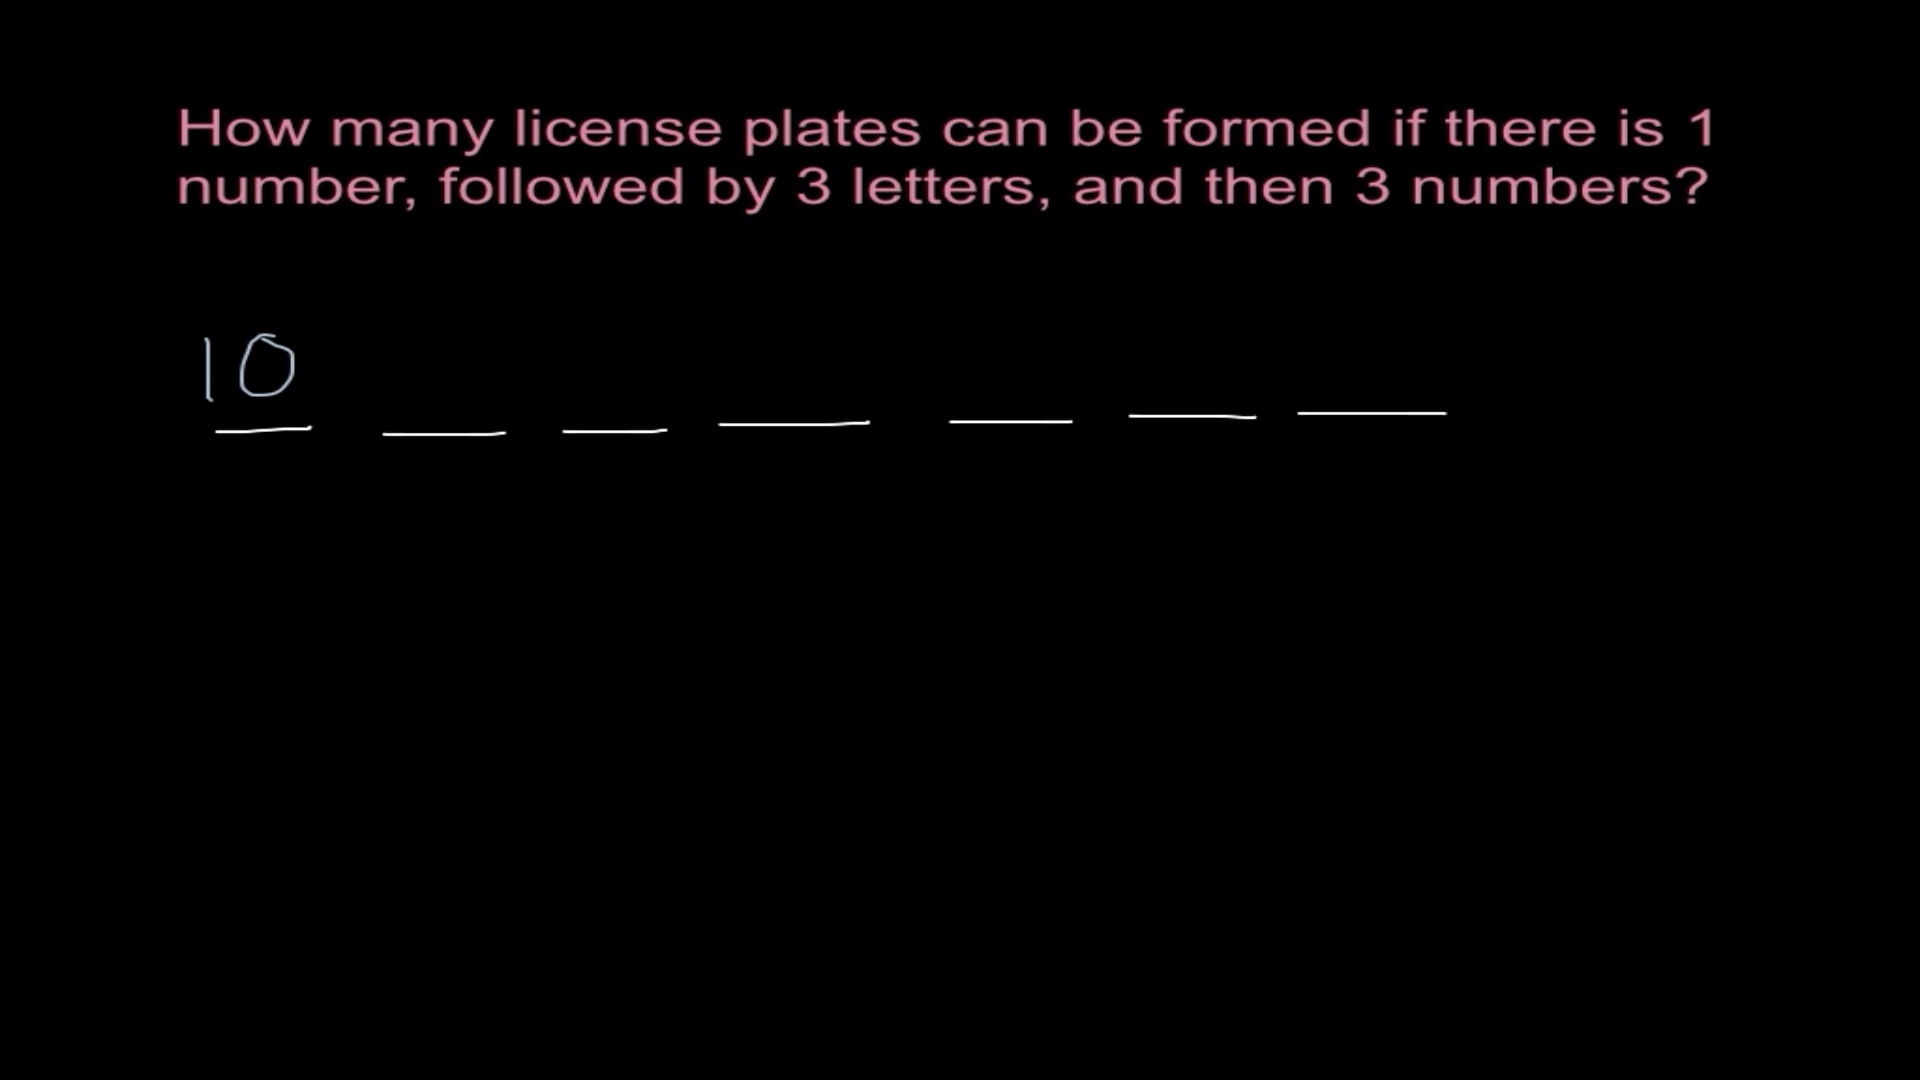 How many license plates can be formed if there is 1
number, followed by 3 letters, and then 3 numbers?
10